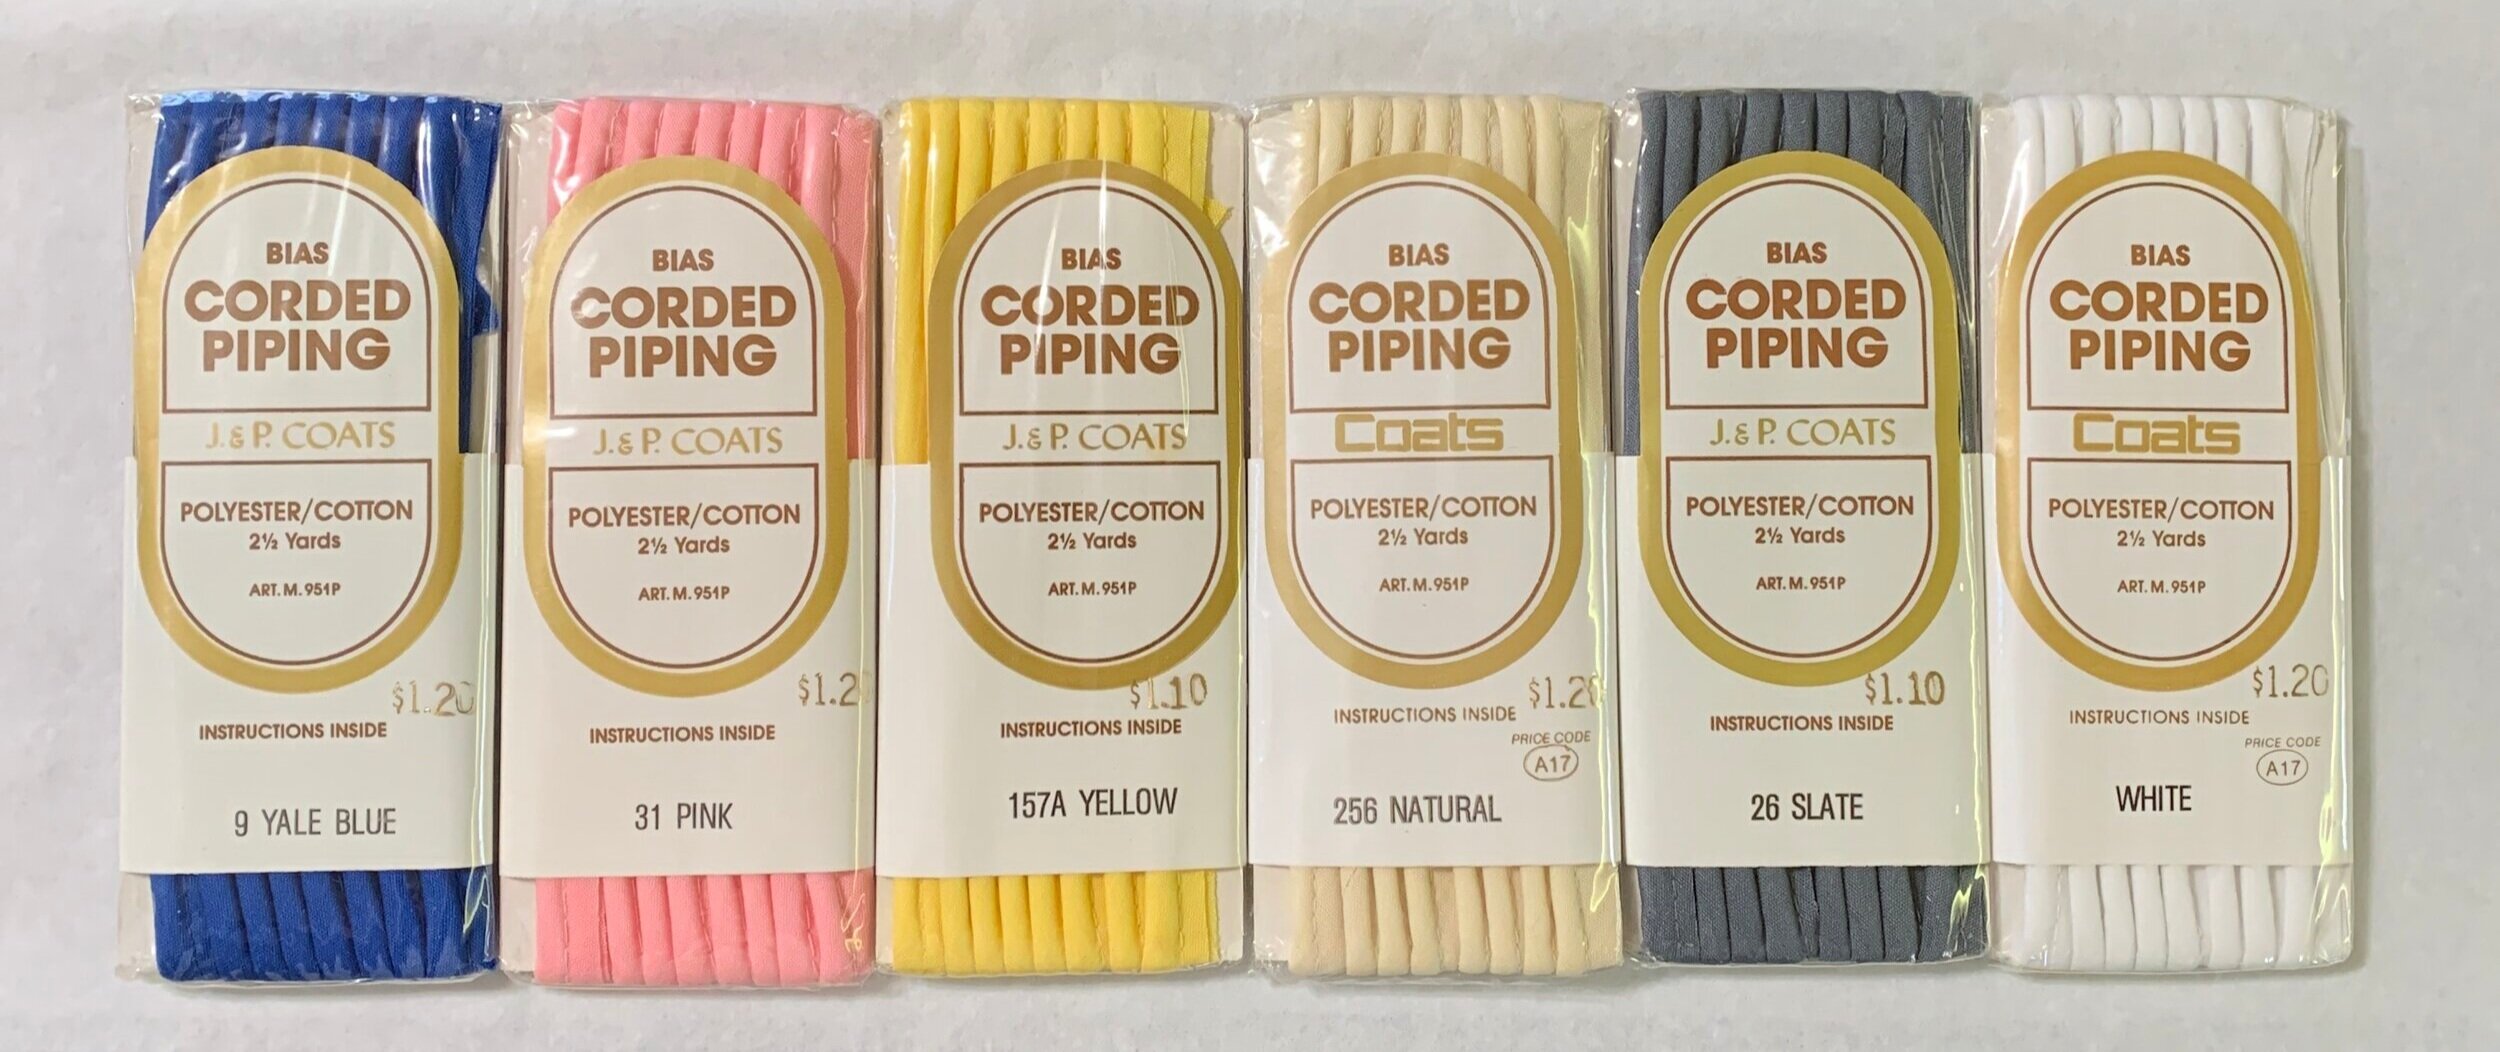 BIAS
CORDED
PIPING
J. & P. COATS
POLYESTER/COTTON
2½ Yards
ART. M. 951P
$1.20
INSTRUCTIONS INSIDE
9 YALE BLUE
BIAS
CORDED
PIPING
J. & P. COATS
POLYESTER/COTTON
2½ Yards
ART. M. 951P
$1.20
INSTRUCTIONS INSIDE
31 PINK
BIAS
CORDED
PIPING
J. & P. COATS
POLYESTER/COTTON
2½ Yards
ART. M. 951P
$1.10
INSTRUCTIONS INSIDE
157A YELLOW
BIAS
CORDED
PIPING
Coats
POLYESTER/COTTON
2½ Yards
ART. M. 951P
$1.20
INSTRUCTIONS INSIDE
PRICE CODE
A17
256 NATURAL
BIAS
CORDED
PIPING
J. & P. COATS
POLYESTER/COTTON
2½ Yards
ART. M. 951P
$1.10
INSTRUCTIONS INSIDE
26 SLATE
BIAS
CORDED
PIPING
Coats
POLYESTER/COTTON
2½ Yards
ART. M. 951P
$1.20
INSTRUCTIONS INSIDE
PRICE CODE
A17
WHITE